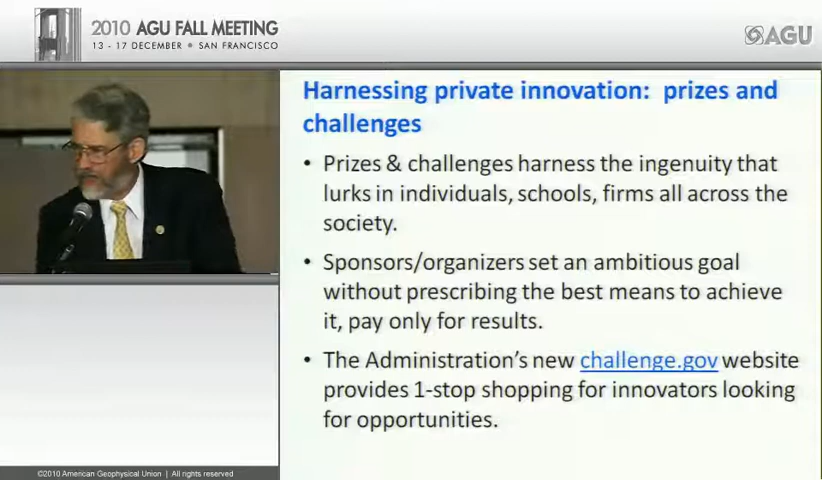 2010 AGU FALL MEETING
13 - 17 DECEMBER • SAN FRANCISCO
AGU
Harnessing private innovation: prizes and
challenges
• Prizes & challenges harness the ingenuity that
lurks in individuals, schools, firms all across the
society.
• Sponsors/organizers set an ambitious goal
without prescribing the best means to achieve
it, pay only for results.
• The Administration's new challenge.gov website
provides 1-stop shopping for innovators looking
for opportunities.
©2010 American Geophysical Union | All rights reserved